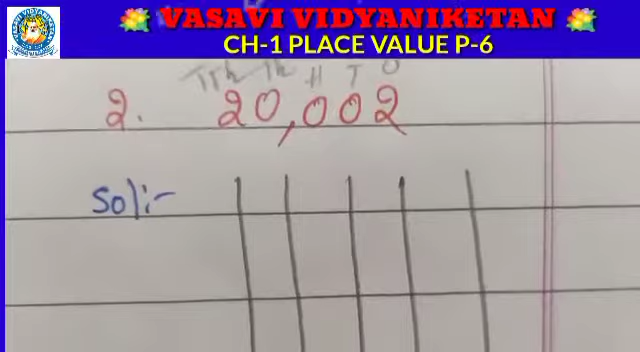 VASAVI VIDYANIKETAN
CH-1 PLACE VALUE P-6
TTh Th H T O
2. 20,002
Sol:-